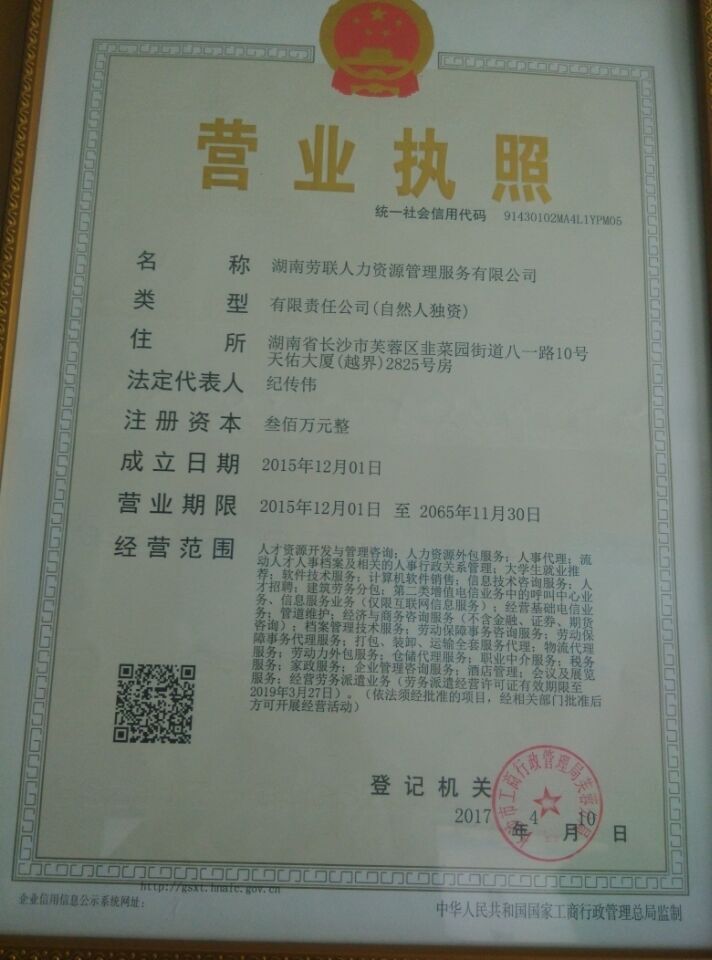 营业执照
统一社会信用代码 91430102MA4L1YPM05
名称 湖南劳联人力资源管理服务有限公司
类型 有限责任公司(自然人独资)
住所 湖南省长沙市芙蓉区韭菜园街道八一路10号
天佑大厦(越界)2825号房
法定代表人 纪传伟
注册资本 叁佰万元整
成立日期 2015年12月01日
营业期限 2015年12月01日 至 2065年11月30日
经营范围 人才资源开发与管理咨询；人力资源外包服务；人事代理；流
动人才人事档案及相关的人事行政关系管理；大学生就业推
荐；软件技术服务；计算机软件销售；信息技术咨询服务；人
才招聘；建筑劳务分包；第二类增值电信业务中的呼叫中心业
务、信息服务业务（仅限互联网信息服务）；经营基础电信业
务；管道维护；经济与商务咨询服务（不含金融、证券、期货
咨询）；档案管理技术服务；劳动保障事务咨询服务；劳动保
障事务代理服务；打包、装卸、运输全套服务代理；物流代理
服务；劳动力外包服务；仓储代理服务；职业中介服务；税务
服务；家政服务；企业管理咨询服务；酒店管理；会议及展览
服务；经营劳务派遣业务（劳务派遣经营许可证有效期限至
2019年3月27日）。（依法须经批准的项目，经相关部门批准后
方可开展经营活动）
登记机关
长沙市工商行政管理局芙蓉分局
2017年4月10日
http://gsxt.hnaic.gov.cn
企业信用信息公示系统网址：
中华人民共和国国家工商行政管理总局监制